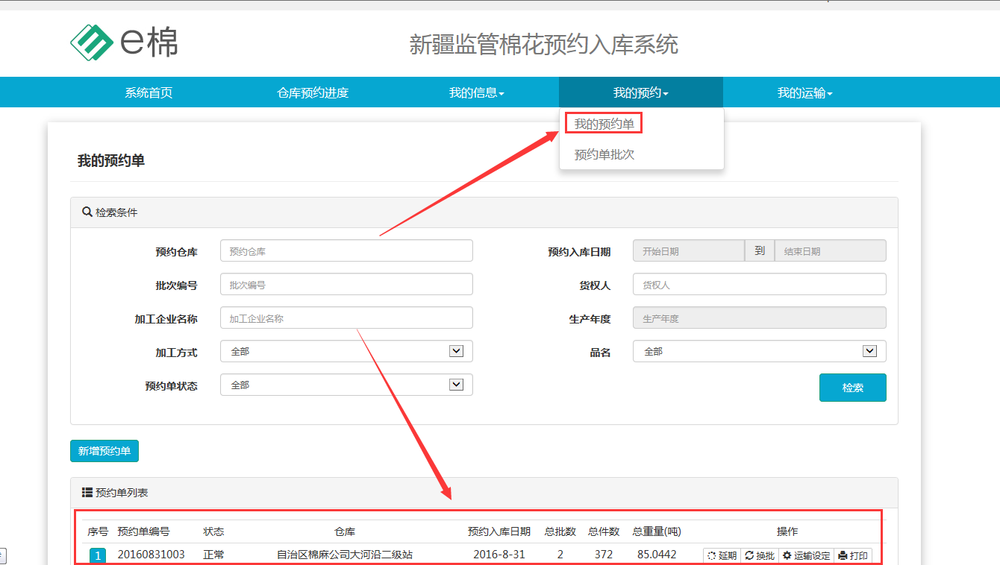 e棉
新疆监管棉花预约入库系统
系统首页 仓库预约进度 我的信息 我的预约 我的运输
我的预约单
预约单批次
我的预约单
检索条件
预约仓库 预约仓库 预约入库日期 开始日期 到 结束日期
批次编号 批次编号 货权人 货权人
加工企业名称 加工企业名称 生产年度 生产年度
加工方式 全部 品名 全部
预约单状态 全部
检索
新增预约单
预约单列表
序号 预约单编号 状态 仓库 预约入库日期 总批数 总件数 总重量(吨) 操作
1 20160831003 正常 自治区棉麻公司大河沿二级站 2016-8-31 2 372 85.0442 延期 换批 运输设定 打印